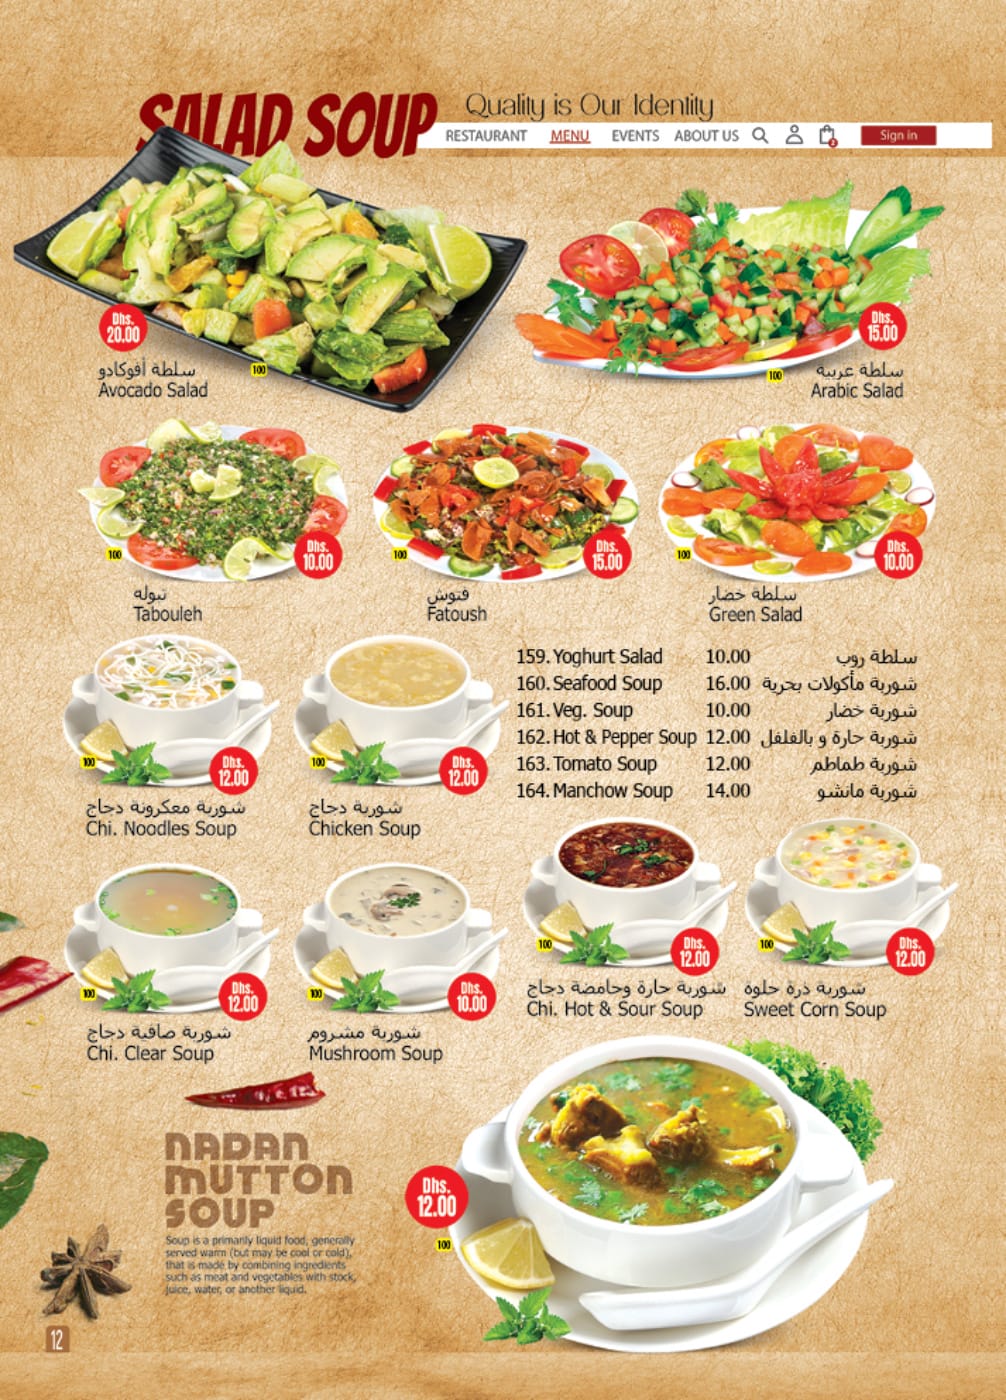 SALAD SOUP
Quality is Our Identity
RESTAURANT MENU EVENTS ABOUT US 2 Sign in
Dhs.
20.00
سلطة أفوكادو
Avocado Salad
100
Dhs.
15.00
100
سلطة عربية
Arabic Salad
100
Dhs.
10.00
تبوله
Tabouleh
100
Dhs.
15.00
فتوش
Fatoush
100
Dhs.
10.00
سلطة خضار
Green Salad
100
Dhs.
12.00
شوربة معكرونة دجاج
Chi. Noodles Soup
100
Dhs.
12.00
شوربة دجاج
Chicken Soup
159. Yoghurt Salad 10.00 سلطة روب
160. Seafood Soup 16.00 شوربة مأكولات بحرية
161. Veg. Soup 10.00 شوربة خضار
162. Hot & Pepper Soup 12.00 شوربة حارة و بالفلفل
163. Tomato Soup 12.00 شوربة طماطم
164. Manchow Soup 14.00 شوربة مانشو
100
Dhs.
12.00
شوربة صافية دجاج
Chi. Clear Soup
100
Dhs.
10.00
شوربة مشروم
Mushroom Soup
100
Dhs.
12.00
شوربة حارة وحامضة دجاج
Chi. Hot & Sour Soup
100
Dhs.
12.00
شوربة ذرة حلوه
Sweet Corn Soup
NADAN
MUTTON
SOUP
Soup is a primarily liquid food, generally
served warm (but may be cool or cold),
that is made by combining ingredients
such as meat and vegetables with stock,
juice, water, or another liquid.
Dhs.
12.00
100
12